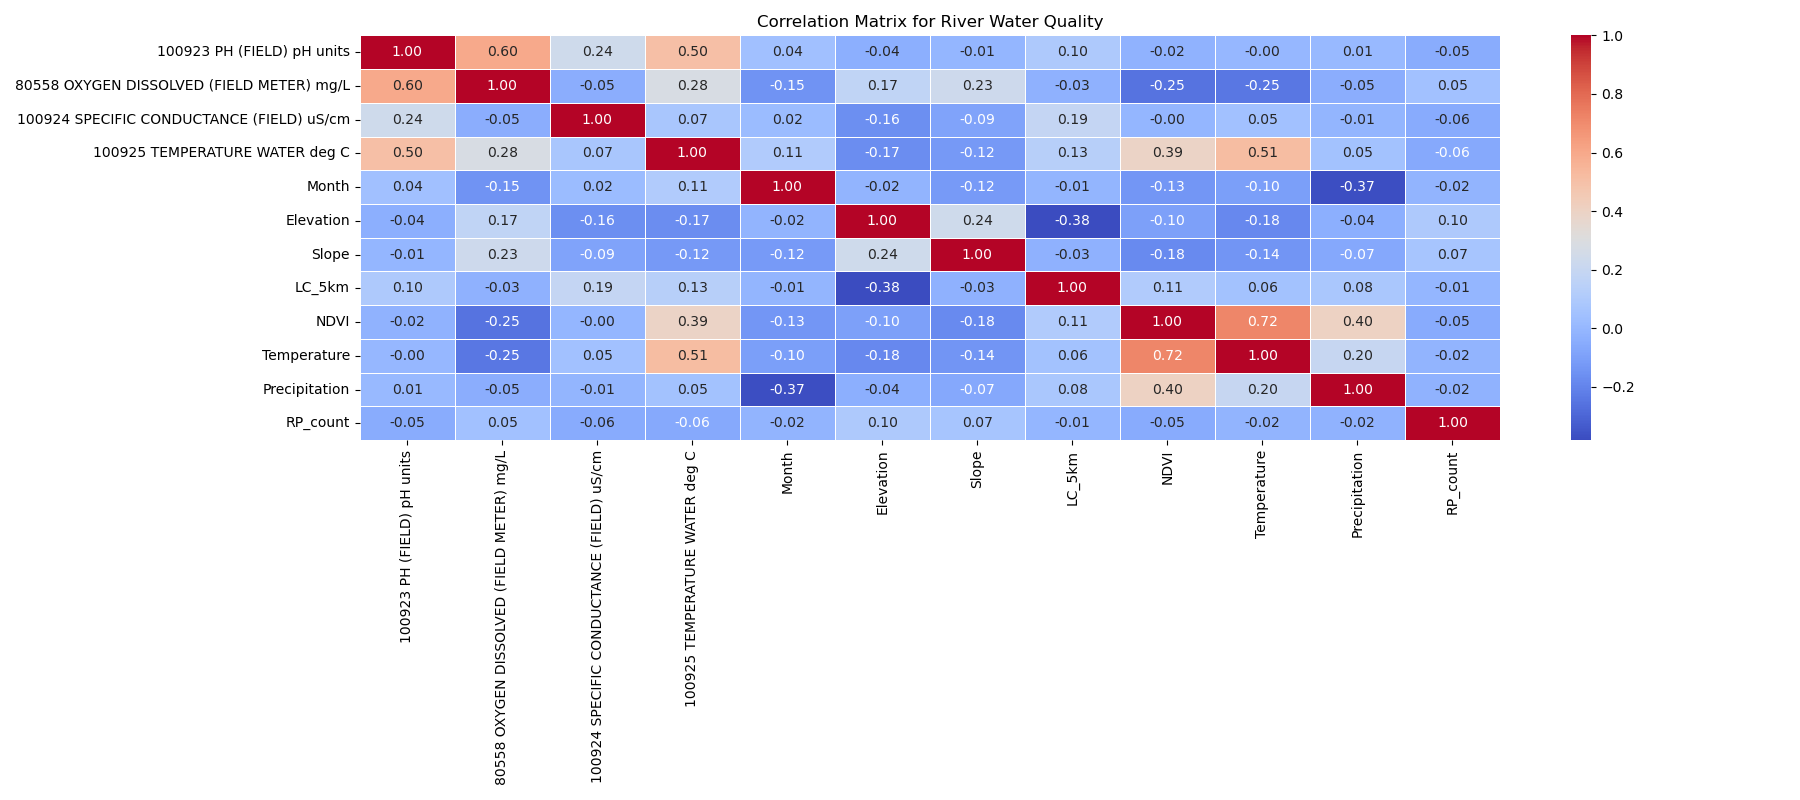 Correlation Matrix for River Water Quality
100923 PH (FIELD) pH units 1.00 0.60 0.24 0.50 0.04 -0.04 -0.01 0.10 -0.02 -0.00 0.01 -0.05
80558 OXYGEN DISSOLVED (FIELD METER) mg/L 0.60 1.00 -0.05 0.28 -0.15 0.17 0.23 -0.03 -0.25 -0.25 -0.05 0.05
100924 SPECIFIC CONDUCTANCE (FIELD) uS/cm 0.24 -0.05 1.00 0.07 0.02 -0.16 -0.09 0.19 -0.00 0.05 -0.01 -0.06
100925 TEMPERATURE WATER deg C 0.50 0.28 0.07 1.00 0.11 -0.17 -0.12 0.13 0.39 0.51 0.05 -0.06
Month 0.04 -0.15 0.02 0.11 1.00 -0.02 -0.12 -0.01 -0.13 -0.10 -0.37 -0.02
Elevation -0.04 0.17 -0.16 -0.17 -0.02 1.00 0.24 -0.38 -0.10 -0.18 -0.04 0.10
Slope -0.01 0.23 -0.09 -0.12 -0.12 0.24 1.00 -0.03 -0.18 -0.14 -0.07 0.07
LC_5km 0.10 -0.03 0.19 0.13 -0.01 -0.38 -0.03 1.00 0.11 0.06 0.08 -0.01
NDVI -0.02 -0.25 -0.00 0.39 -0.13 -0.10 -0.18 0.11 1.00 0.72 0.40 -0.05
Temperature -0.00 -0.25 0.05 0.51 -0.10 -0.18 -0.14 0.06 0.72 1.00 0.20 -0.02
Precipitation 0.01 -0.05 -0.01 0.05 -0.37 -0.04 -0.07 0.08 0.40 0.20 1.00 -0.02
RP_count -0.05 0.05 -0.06 -0.06 -0.02 0.10 0.07 -0.01 -0.05 -0.02 -0.02 1.00
100923 PH (FIELD) pH units
80558 OXYGEN DISSOLVED (FIELD METER) mg/L
100924 SPECIFIC CONDUCTANCE (FIELD) uS/cm
100925 TEMPERATURE WATER deg C
Month
Elevation
Slope
LC_5km
NDVI
Temperature
Precipitation
RP_count
1.0
0.8
0.6
0.4
0.2
0.0
−0.2